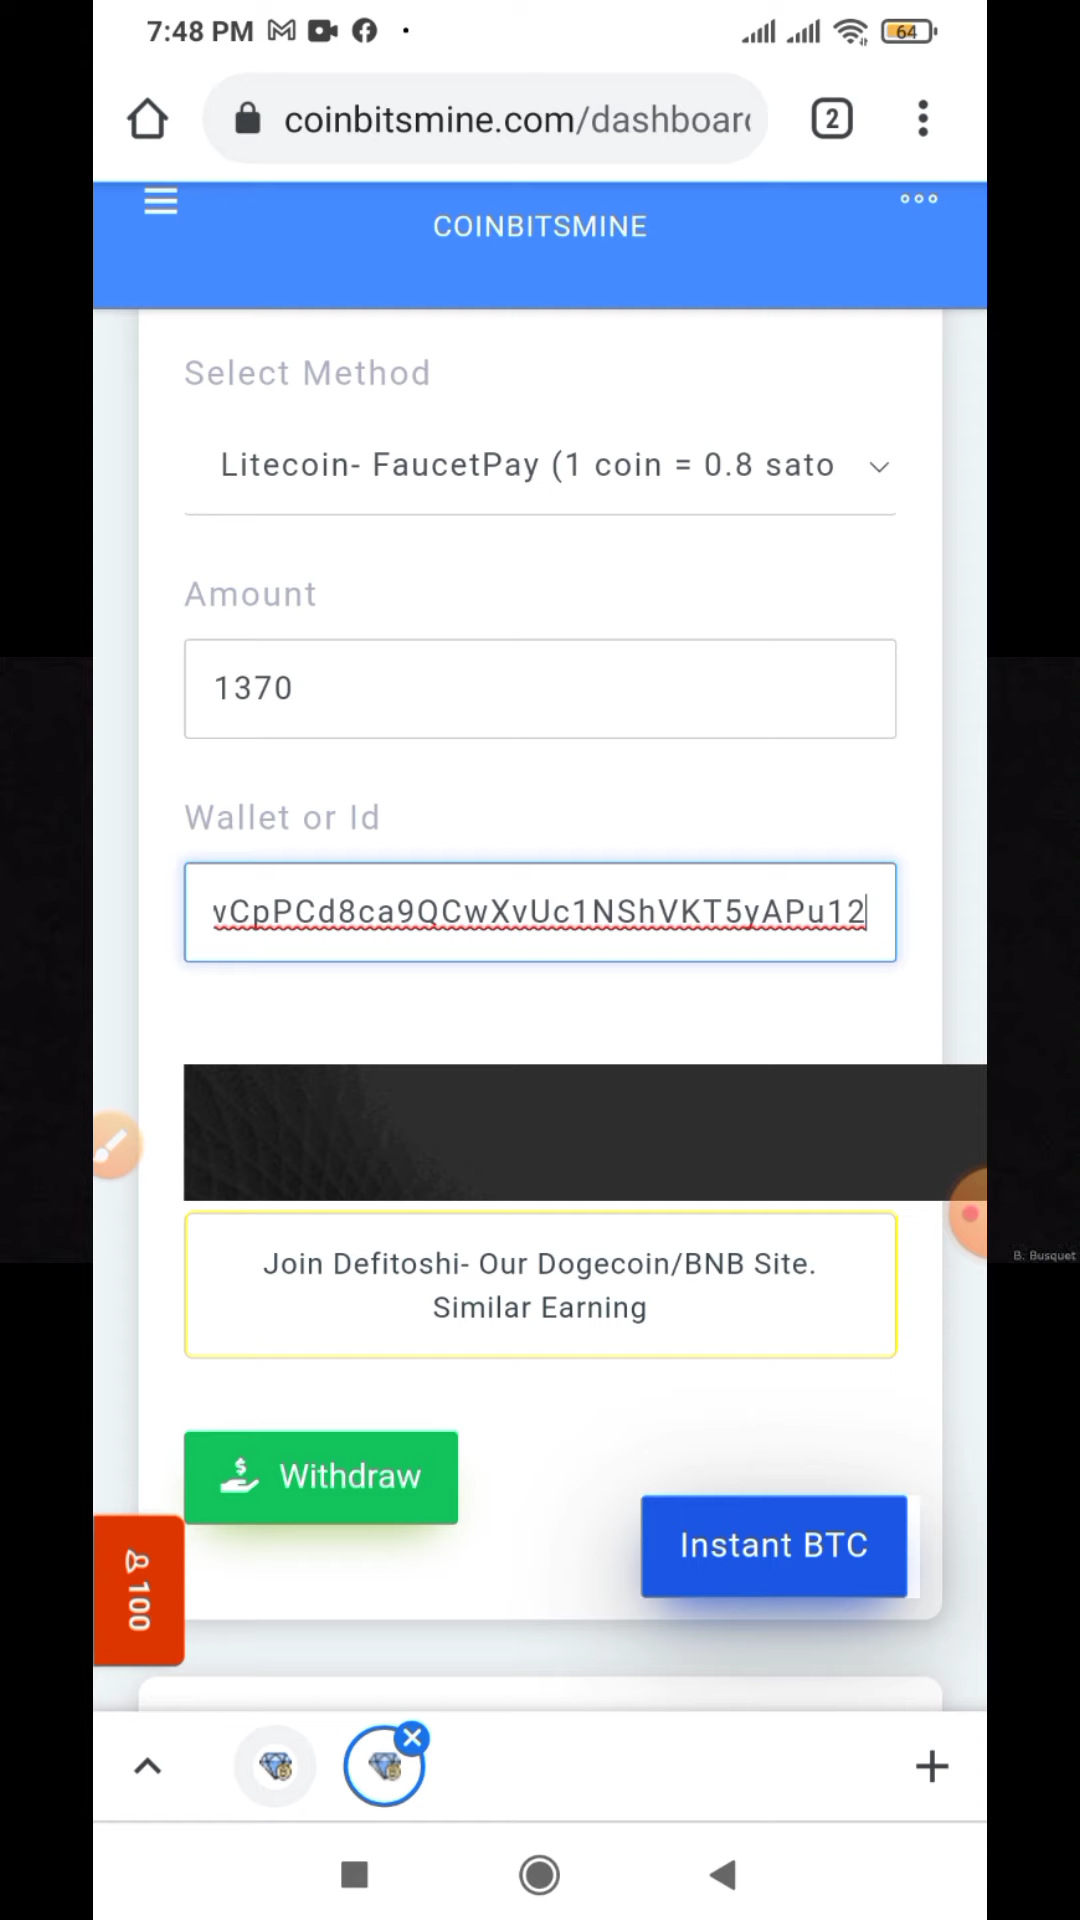 7:48 PM
64
coinbitsmine.com/dashboar
2
COINBITSMINE
Select Method
Litecoin- FaucetPay (1 coin = 0.8 sato
Amount
1370
Wallet or Id
vCpPCd8ca9QCwXvUc1NShVKT5yAPu12
B. Busquet
Join Defitoshi- Our Dogecoin/BNB Site.
Similar Earning
Withdraw
Instant BTC
100